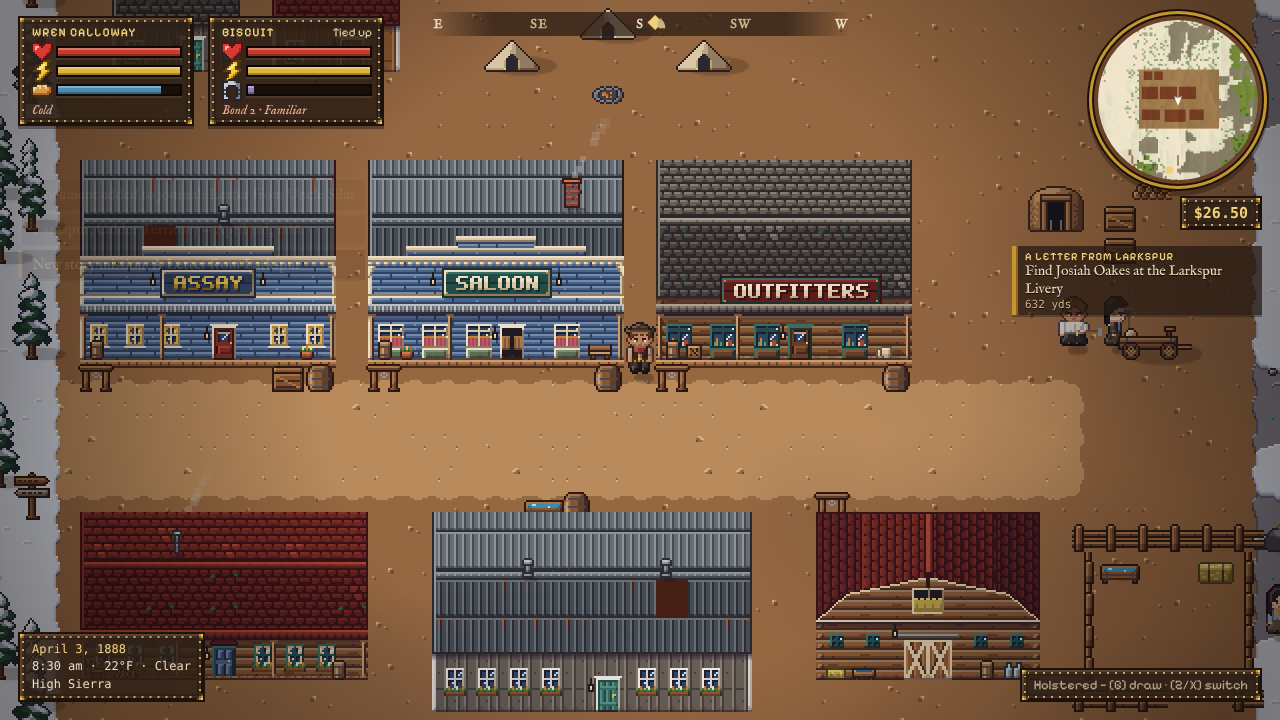 WREN CALLOWAY
Cold
BISCUIT Tied up
Bond 2 · Familiar
E SE S SW W
$26.50
A LETTER FROM LARKSPUR
Find Josiah Oakes at the Larkspur
Livery
632 yds
ASSAY
SALOON
OUTFITTERS
April 3, 1888
8:30 am · 22°F · Clear
High Sierra
Holstered - (G) draw · (2/X) switch